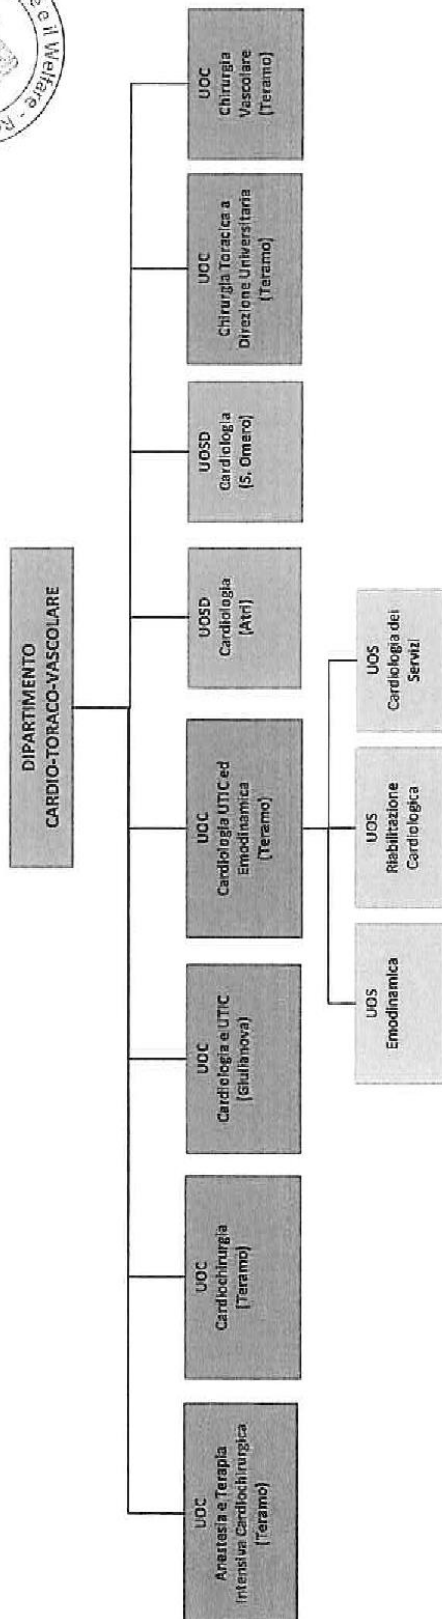 DIPARTIMENTO
CARDIO-TORACO-VASCOLARE
UOC
Anestesia e Terapia
Intensiva Cardiochirurgica
(Teramo)
UOC
Cardiochirurgia
(Teramo)
UOC
Cardiologia e UTIC
(Giulianova)
UOC
Cardiologia UTIC ed
Emodinamica
(Teramo)
UOSD
Cardiologia
(Atri)
UOSD
Cardiologia
(S. Omero)
UOC
Chirurgia Toracica a
Direzione Universitaria
(Teramo)
UOC
Chirurgia
Vascolare
(Teramo)
UOS
Emodinamica
UOS
Riabilitazione
Cardiologica
UOS
Cardiologia dei
Servizi
e il Welfare - R